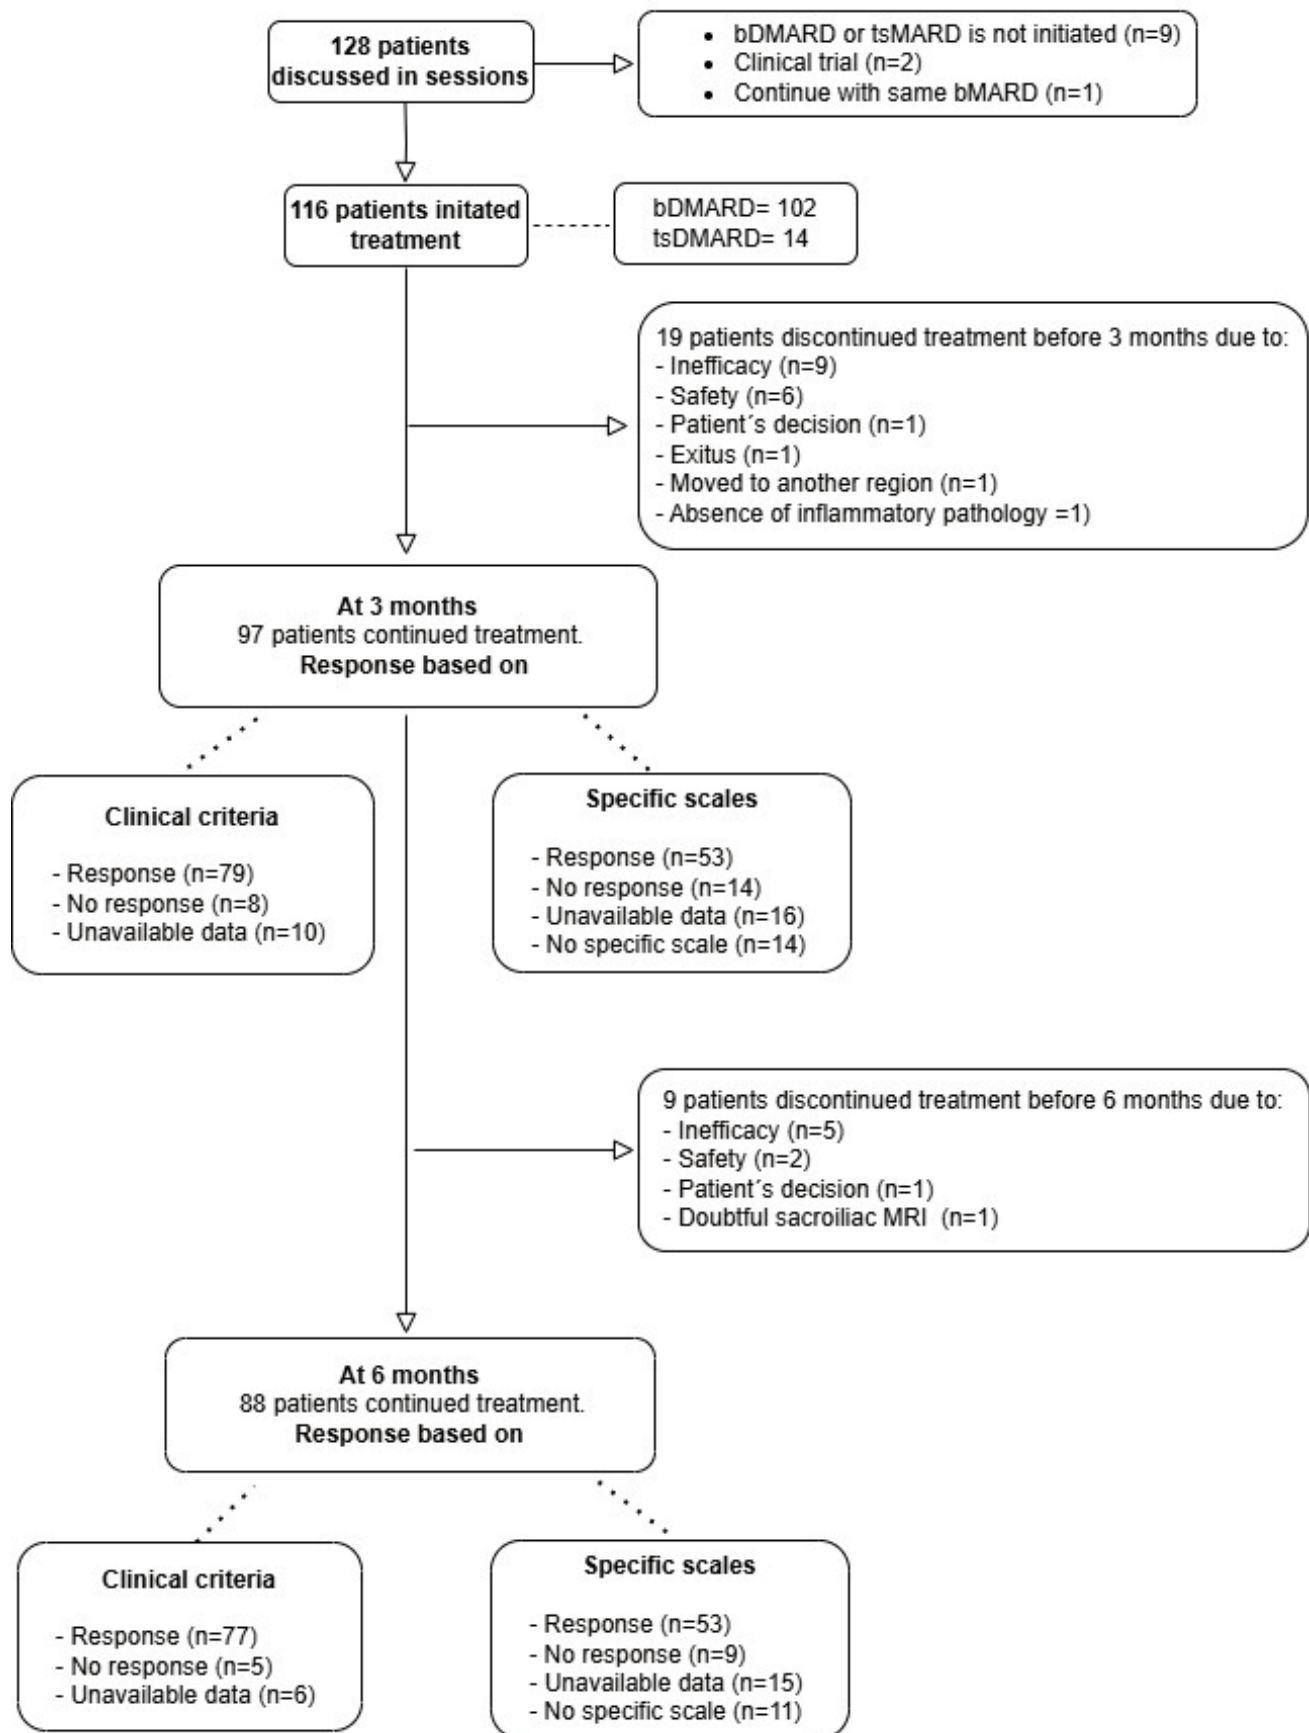 128 patients
discussed in sessions
• bDMARD or tsMARD is not initiated (n=9)
• Clinical trial (n=2)
• Continue with same bMARD (n=1)
116 patients initated
treatment
bDMARD= 102
tsDMARD= 14
19 patients discontinued treatment before 3 months due to:
- Inefficacy (n=9)
- Safety (n=6)
- Patient´s decision (n=1)
- Exitus (n=1)
- Moved to another region (n=1)
- Absence of inflammatory pathology =1)
At 3 months
97 patients continued treatment.
Response based on
Clinical criteria
- Response (n=79)
- No response (n=8)
- Unavailable data (n=10)
Specific scales
- Response (n=53)
- No response (n=14)
- Unavailable data (n=16)
- No specific scale (n=14)
9 patients discontinued treatment before 6 months due to:
- Inefficacy (n=5)
- Safety (n=2)
- Patient´s decision (n=1)
- Doubtful sacroiliac MRI (n=1)
At 6 months
88 patients continued treatment.
Response based on
Clinical criteria
- Response (n=77)
- No response (n=5)
- Unavailable data (n=6)
Specific scales
- Response (n=53)
- No response (n=9)
- Unavailable data (n=15)
- No specific scale (n=11)